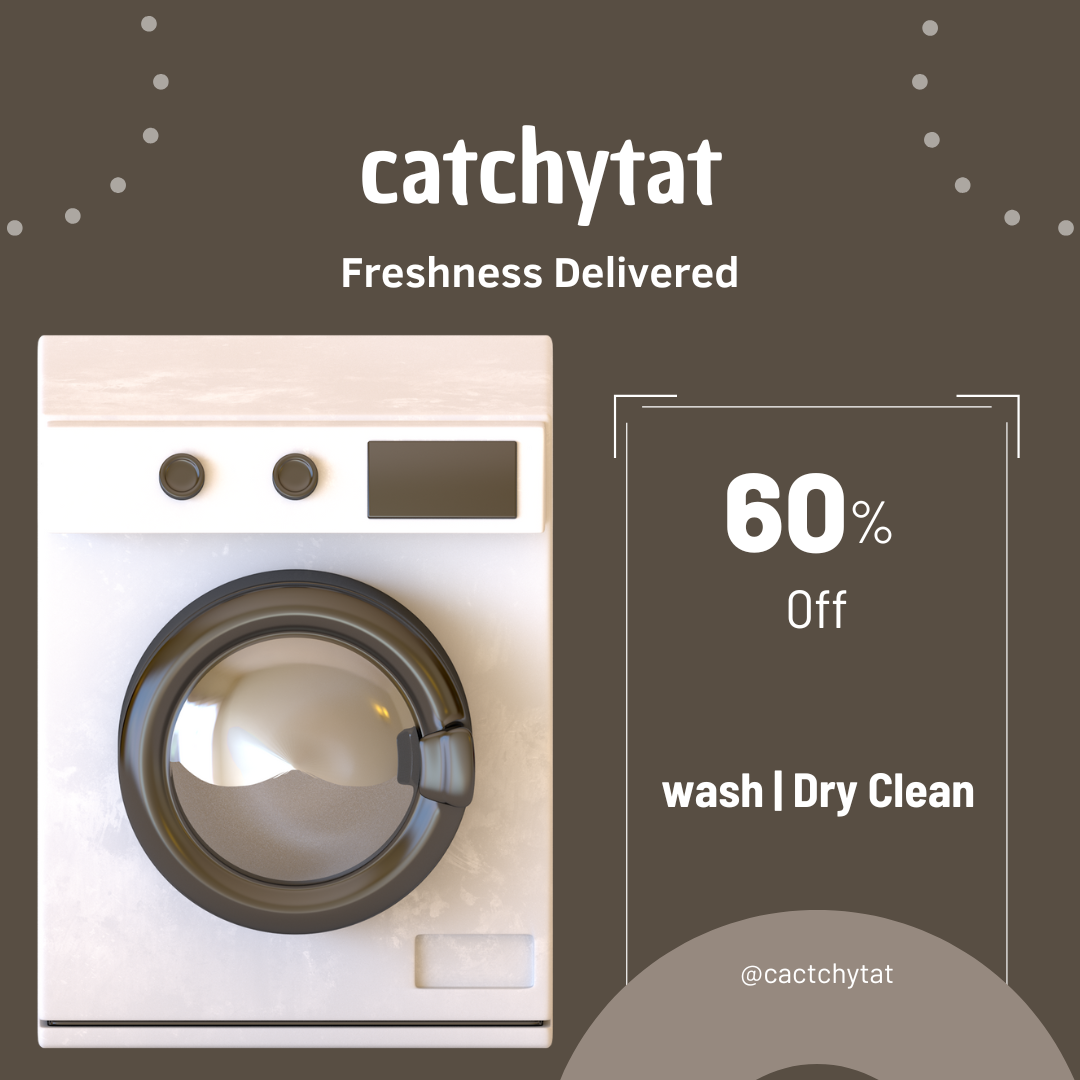 catchytat
Freshness Delivered
60%
Off
wash | Dry Clean
@cactchytat